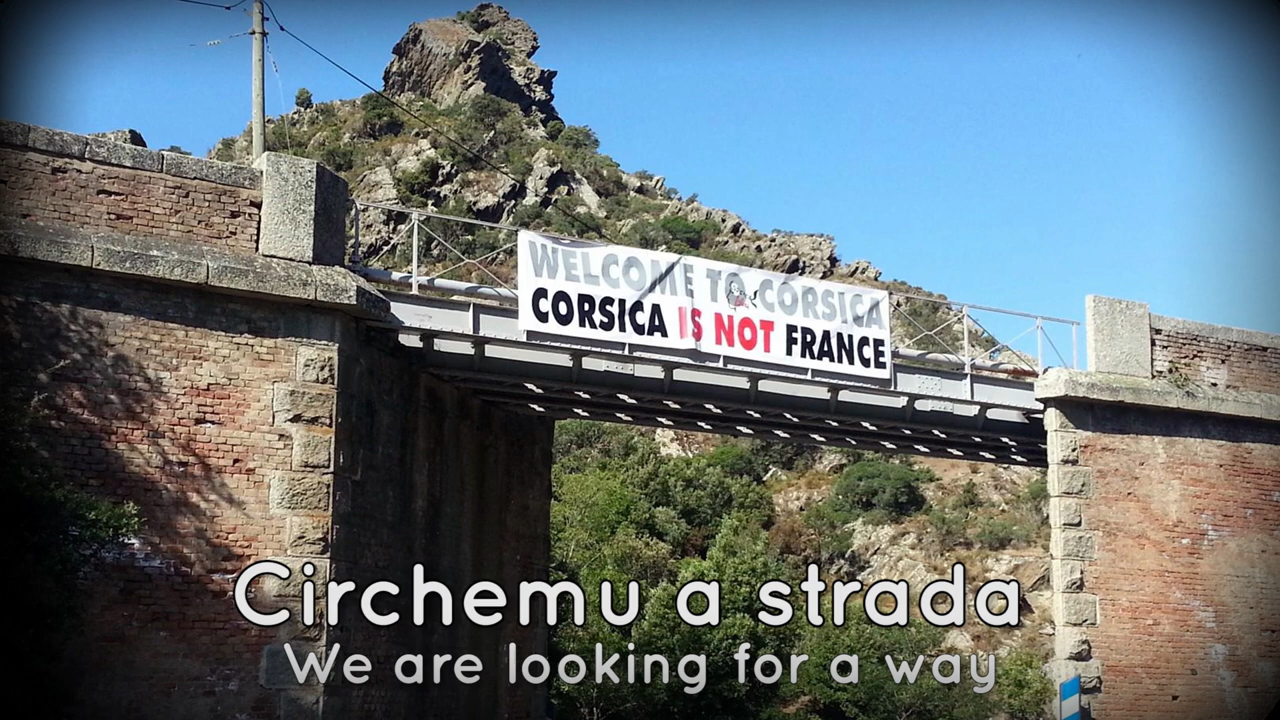 WELCOME TO CORSICA
CORSICA IS NOT FRANCE
Circhemu a strada
We are looking for a way